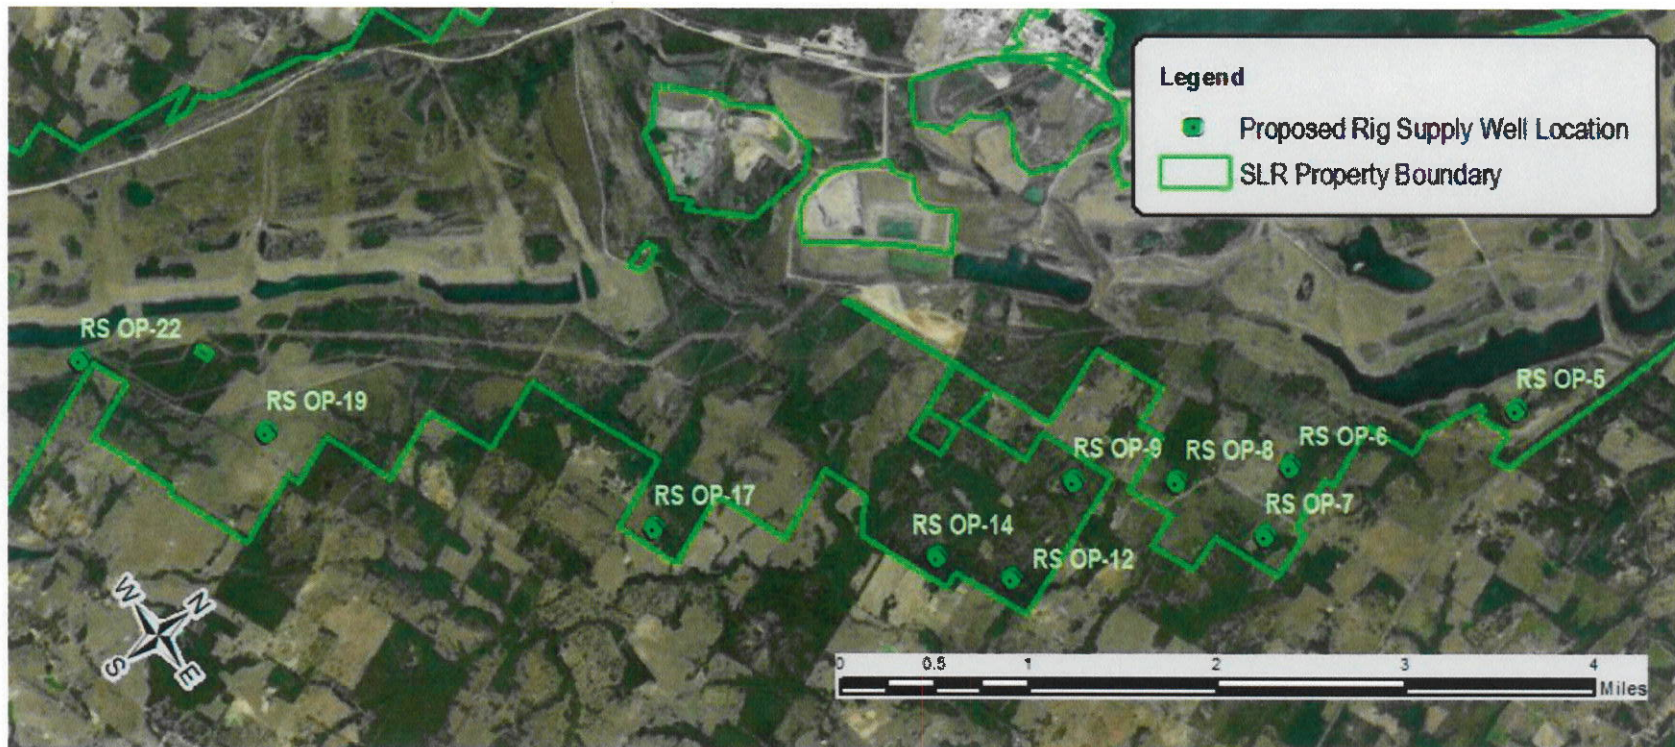 Legend
Proposed Rig Supply Well Location
SLR Property Boundary
RS OP-22
RS OP-19
RS OP-17
RS OP-5
RS OP-6
RS OP-9
RS OP-8
RS OP-7
RS OP-14
RS OP-12
W
N
S
E
0 0.5 1 2 3 4
Miles